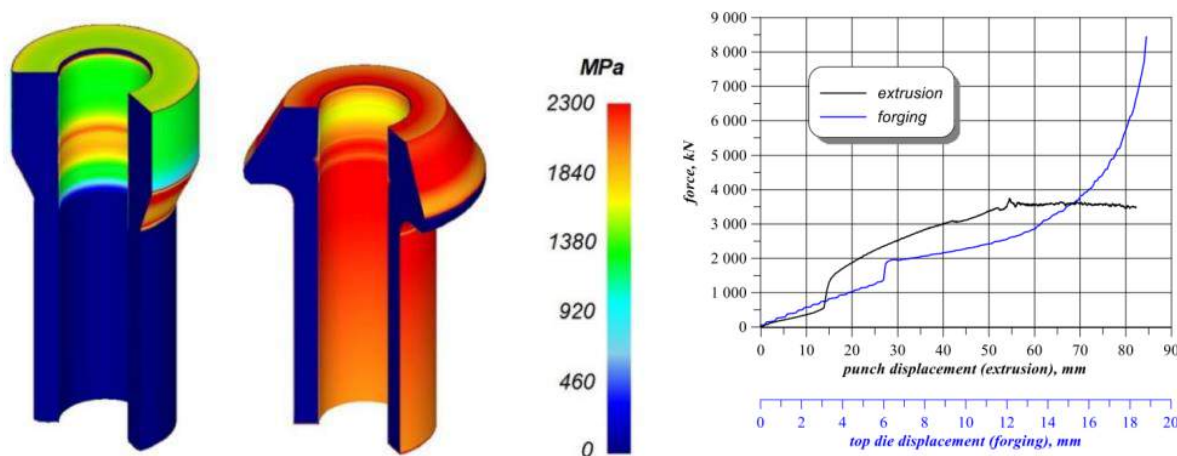 MPa
2300
1840
1380
920
460
0
9 000
8 000
7 000
6 000
5 000
4 000
3 000
2 000
1 000
0
force, kN
extrusion
forging
0 10 20 30 40 50 60 70 80 90
punch displacement (extrusion), mm
0 2 4 6 8 10 12 14 16 18 20
top die displacement (forging), mm